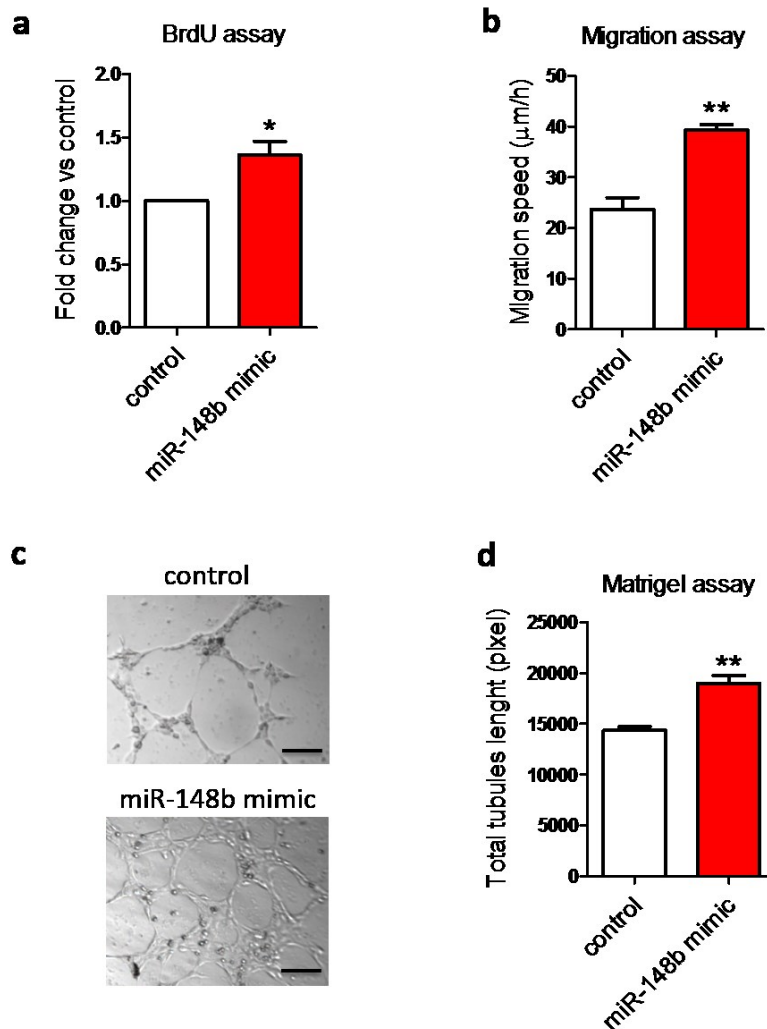 a
BrdU assay
Fold change vs control
2.0
1.5
1.0
0.5
0.0
*
control
miR-148b mimic
b
Migration assay
Migration speed (μm/h)
50
40
30
20
10
0
**
control
miR-148b mimic
c
control
miR-148b mimic
d
Matrigel assay
Total tubules lenght (pixel)
25000
20000
15000
10000
5000
0
**
control
miR-148b mimic